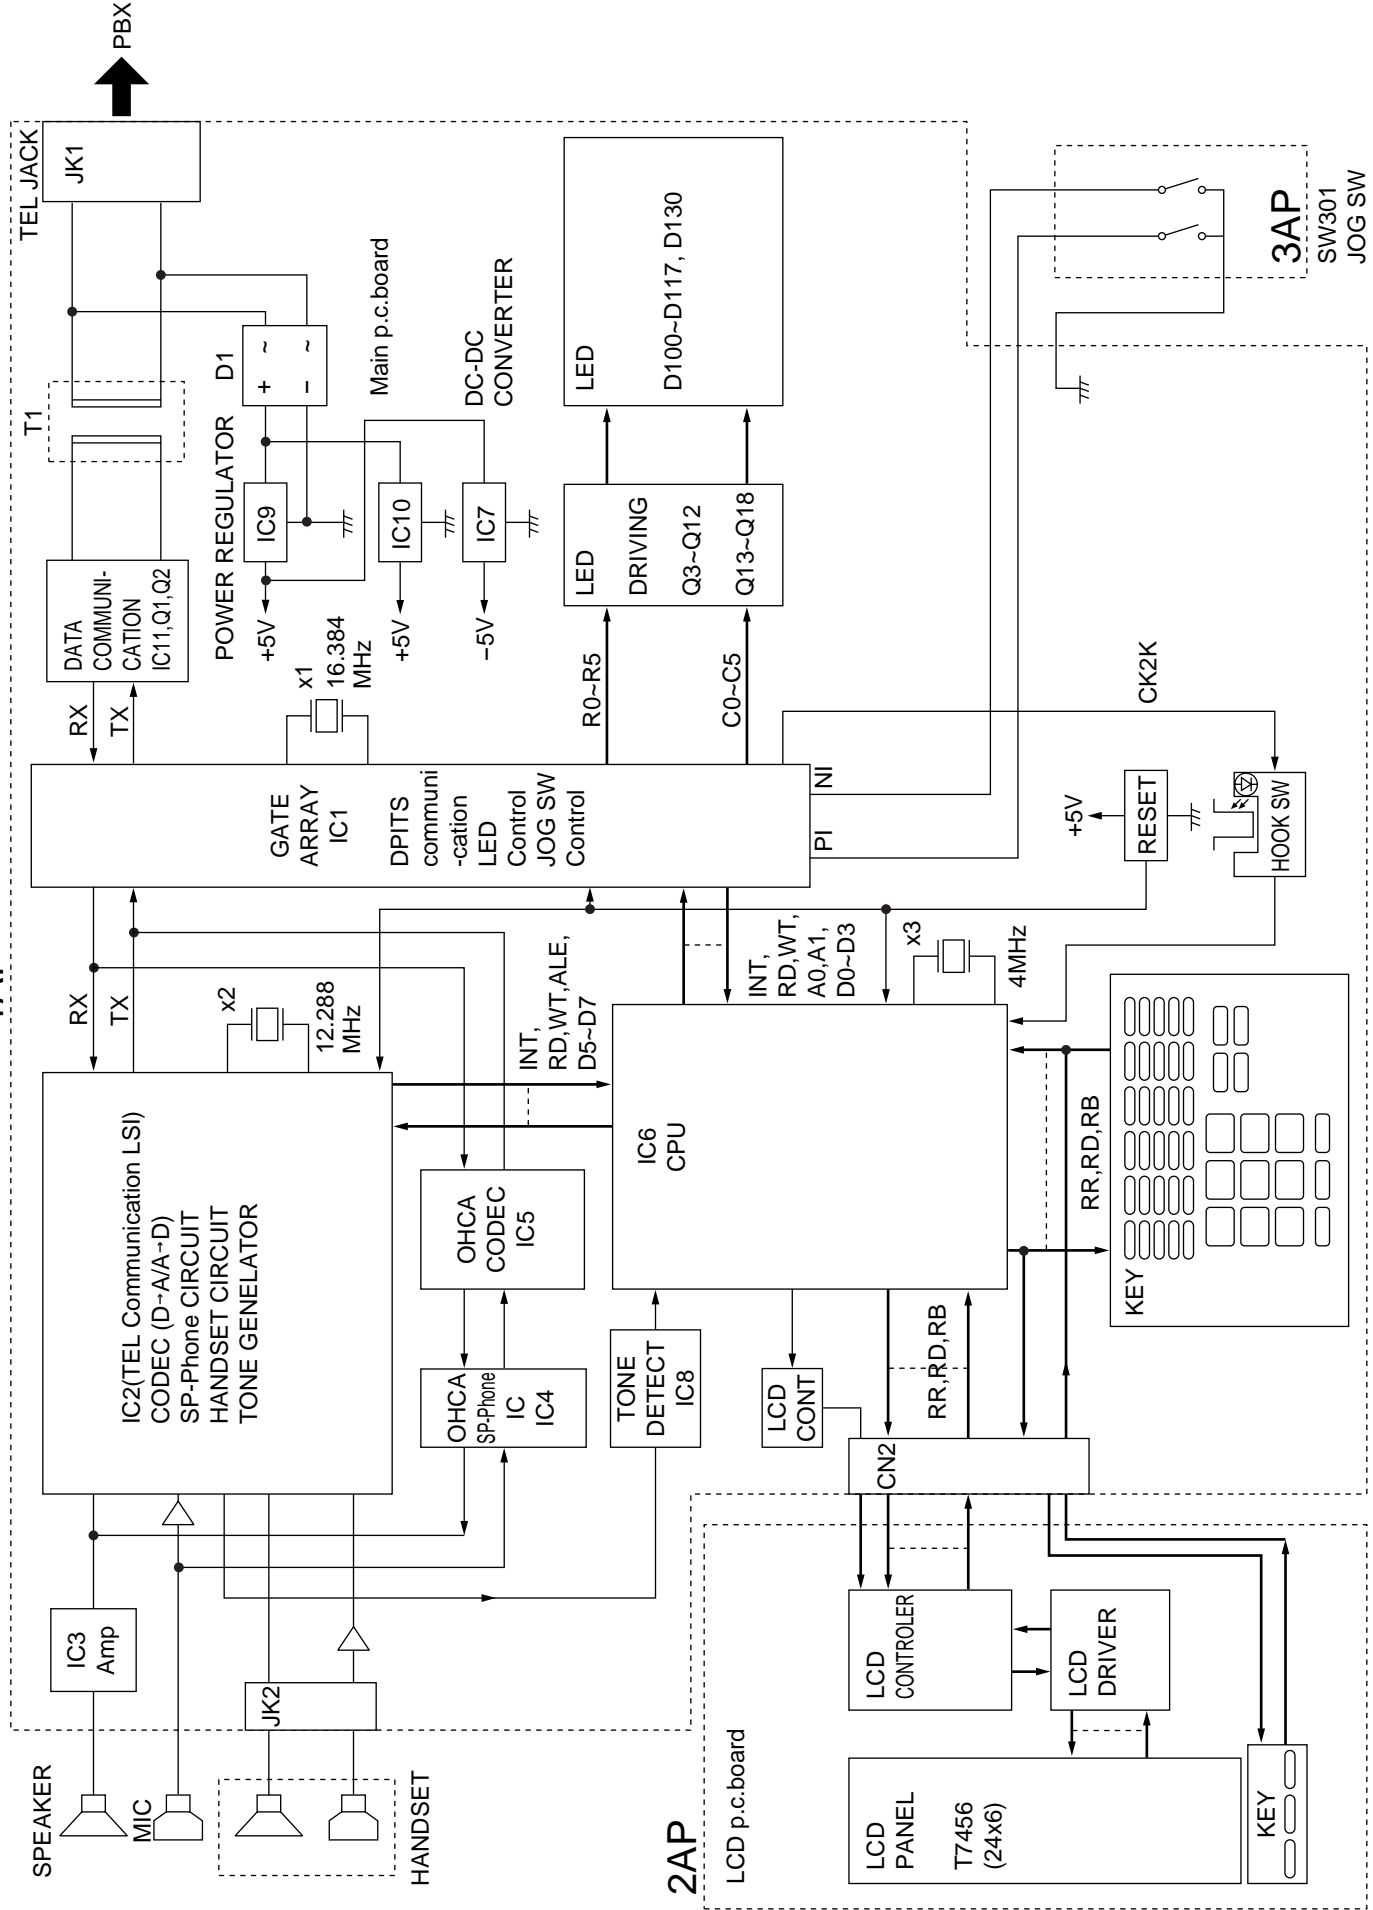 SPEAKER
MIC
HANDSET
IC3
Amp
JK2
IC2(TEL Communication LSI)
CODEC (D→A/A→D)
SP-Phone CIRCUIT
HANDSET CIRCUIT
TONE GENELATOR
RX
TX
x2
12.288
MHz
OHCA
SP-Phone
IC
IC4
OHCA
CODEC
IC5
TONE
DETECT
IC8
INT,
RD,WT,ALE,
D5~D7
GATE
ARRAY
IC1
DPITS
communi
-cation
LED
Control
JOG SW
Control
PI
NI
RX
TX
DATA
COMMUNI-
CATION
IC11,Q1,Q2
T1
TEL JACK
JK1
PBX
x1
16.384
MHz
POWER REGULATOR
D1
+ ~
− ~
IC9
+5V
IC10
+5V
IC7
−5V
Main p.c.board
DC-DC
CONVERTER
R0~R5
C0~C5
LED
DRIVING
Q3~Q12
Q13~Q18
LED
D100~D117, D130
IC6
CPU
INT,
RD,WT,
A0,A1,
D0~D3
x3
4MHz
+5V
RESET
CK2K
HOOK SW
3AP
SW301
JOG SW
LCD
CONT
RR,RD,RB
CN2
RR,RD,RB
KEY
2AP
LCD p.c.board
LCD
PANEL
T7456
(24x6)
LCD
CONTROLER
LCD
DRIVER
KEY